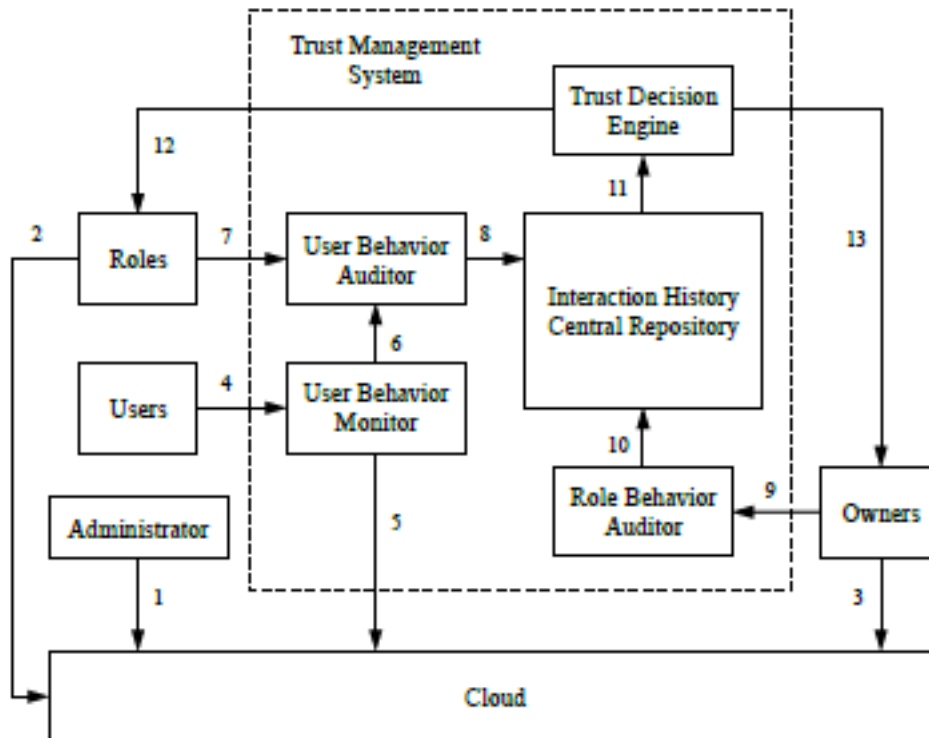 Trust Management
System
Trust Decision
Engine
12
11
2
7
8
13
Roles
User Behavior
Auditor
Interaction History
Central Repository
6
4
Users
User Behavior
Monitor
10
9
Administrator
5
Role Behavior
Auditor
Owners
1
3
Cloud